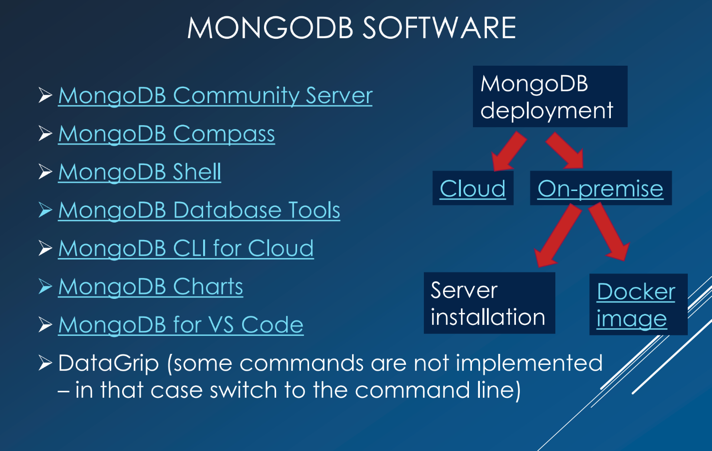 MONGODB SOFTWARE
➢ MongoDB Community Server
➢ MongoDB Compass
➢ MongoDB Shell
➢ MongoDB Database Tools
➢ MongoDB CLI for Cloud
➢ MongoDB Charts
➢ MongoDB for VS Code
➢ DataGrip (some commands are not implemented
– in that case switch to the command line)
MongoDB
deployment
Cloud
On-premise
Server
installation
Docker
image